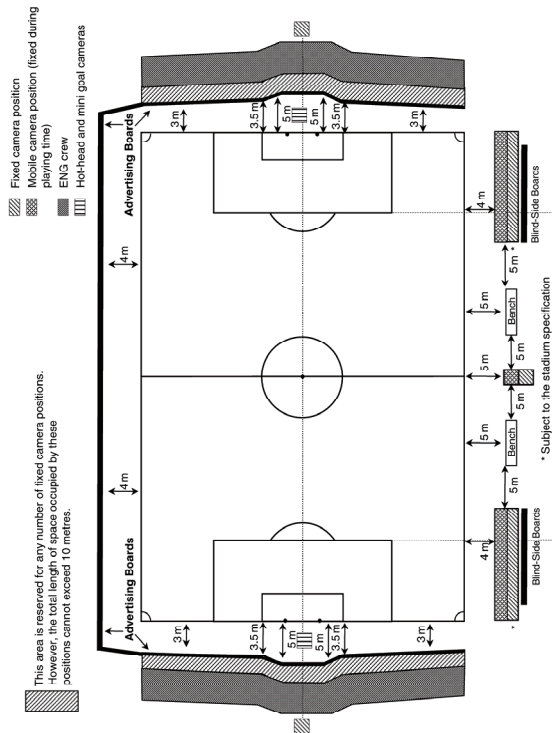 This area is reserved for any number of fixed camera positions.
However, the total length of space occupied by these
positions cannot exceed 10 metres.
Fixed camera position
Mobile camera position (fixed during
playing time)
ENG crew
Hot-head and mini goal cameras
Advertising Boards
Advertising Boards
4 m
4 m
3 m
3 m
3.5 m
3.5 m
5 m
5 m
5 m
5 m
3.5 m
3.5 m
3 m
3 m
4 m
5 m
5 m
5 m
4 m
5 m
Bench
5 m
5 m
Bench
5 m *
*
Blind-Side Boarcs
Blind-Side Boarcs
* Subject to the stadium specification